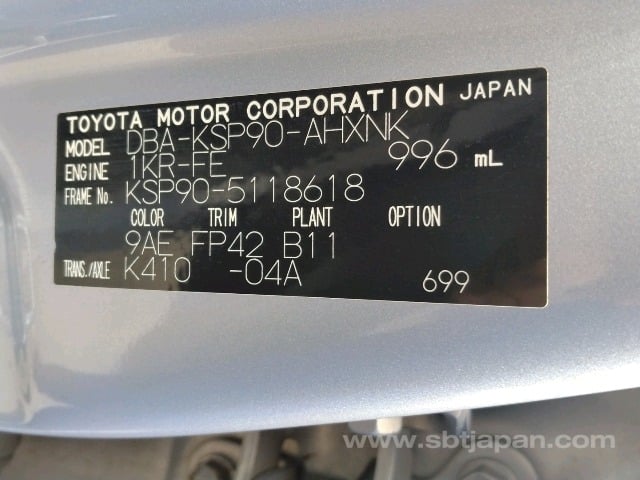 TOYOTA MOTOR CORPORATION JAPAN
MODEL DBA-KSP90-AHXNK
ENGINE 1KR-FE 996 mL
FRAME No. KSP90-5118618
COLOR TRIM PLANT OPTION
9AE FP42 B11
TRANS./AXLE K410 -04A 699
www.sbtjapan.com